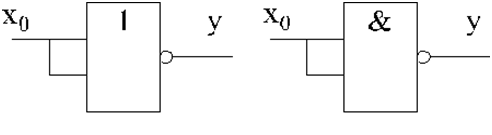 x₀ 1 y x₀ & y